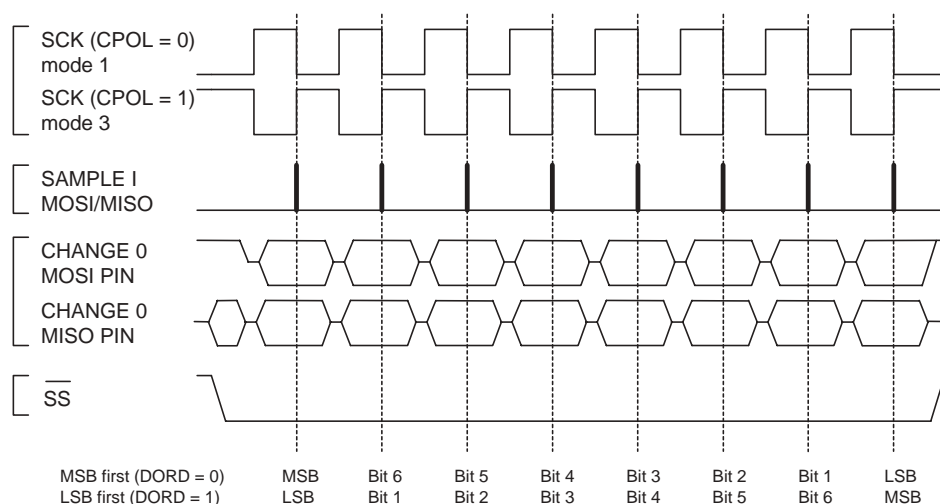 SCK (CPOL = 0)
mode 1
SCK (CPOL = 1)
mode 3
SAMPLE I
MOSI/MISO
CHANGE 0
MOSI PIN
CHANGE 0
MISO PIN
SS
MSB first (DORD = 0) MSB Bit 6 Bit 5 Bit 4 Bit 3 Bit 2 Bit 1 LSB
LSB first (DORD = 1) LSB Bit 1 Bit 2 Bit 3 Bit 4 Bit 5 Bit 6 MSB